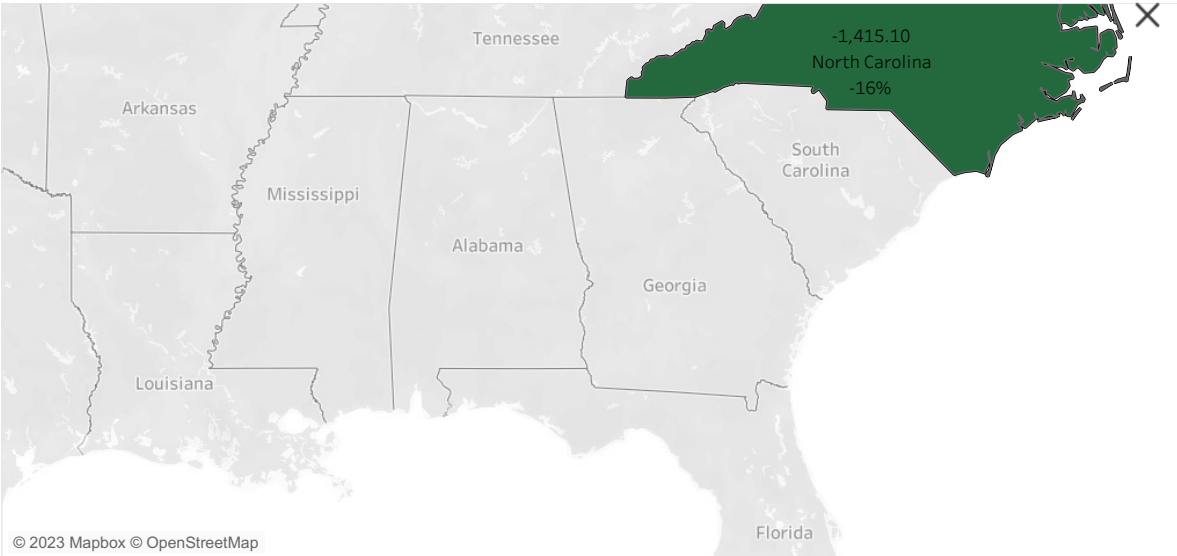 -1,415.10
North Carolina
-16%
Tennessee
Arkansas
South
Carolina
Mississippi
Alabama
Georgia
Louisiana
Florida
© 2023 Mapbox © OpenStreetMap